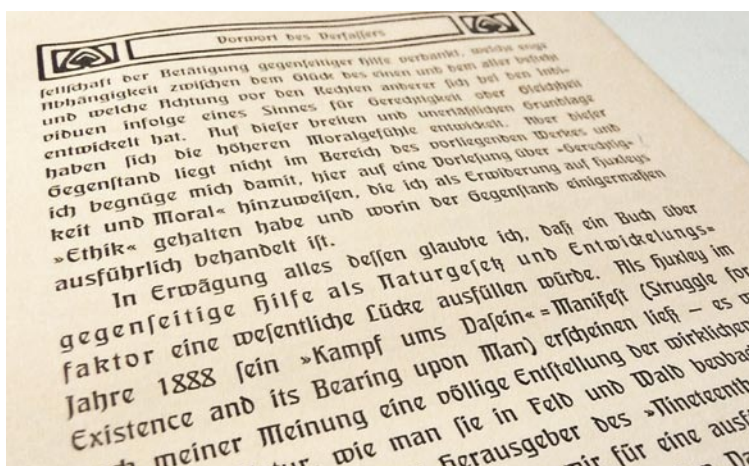 Vorwort des Verfassers
sellschaft der Betätigung gegenseitiger Hilfe verdankt, welche enge
Abhängigkeit zwischen dem Glück des einen und dem aller besteht
und welche Achtung vor den Rechten anderer sich bei den Indi-
viduen infolge eines Sinnes für Gerechtigkeit oder Gleichheit
entwickelt hat. Auf dieser breiten und unerläßlichen Grundlage
haben sich die höheren Moralgefühle entwickelt. Aber dieser
Gegenstand liegt nicht im Bereich des vorliegenden Werkes und
ich begnüge mich damit, hier auf eine Vorlesung über »Gerechtig-
keit und Moral« hinzuweisen, die ich als Erwiderung auf Huxleys
»Ethik« gehalten habe und worin der Gegenstand einigermaßen
ausführlich behandelt ist.
In Erwägung alles dessen glaubte ich, daß ein Buch über
gegenseitige Hilfe als Naturgesetz und Entwickelungs-
faktor eine wesentliche Lücke ausfüllen würde. Als Huxley im
Jahre 1888 sein »Kampf ums Dasein«-Manifest (Struggle for
Existence and its Bearing upon Man) erscheinen ließ – es
meiner Meinung eine völlige Entstellung der wirklichen
wie man sie in Feld und Wald
Herausgeber des »Nineteenth
für eine